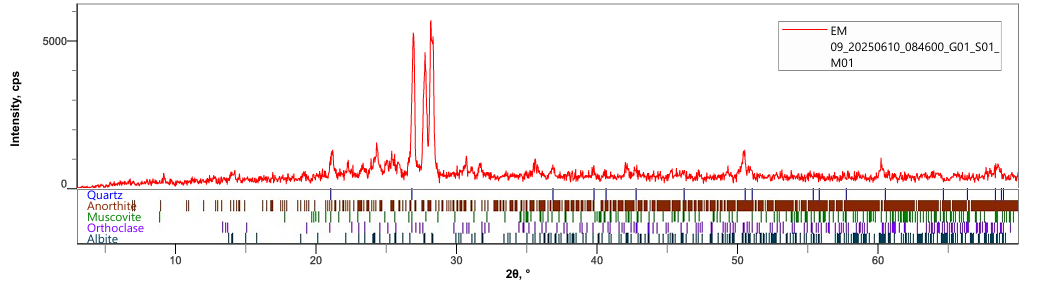 Intensity, cps
5000
0
EM
09_20250610_084600_G01_S01_
M01
Quartz
Anorthite
Muscovite
Orthoclase
Albite
10 20 30 40 50 60
2θ, °